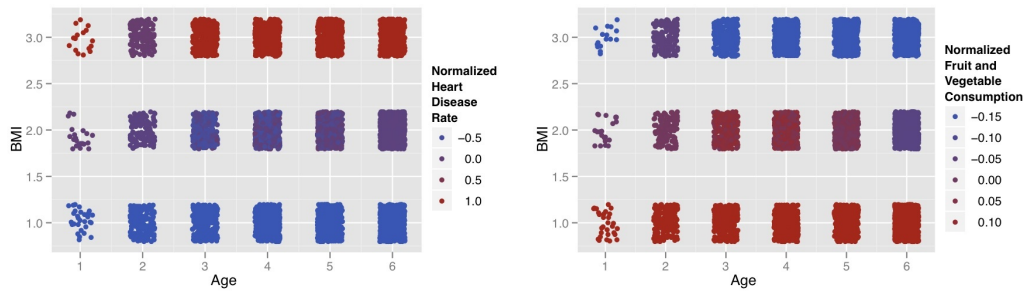 BMI
3.0
2.5
2.0
1.5
1.0
1 2 3 4 5 6
Age
Normalized
Heart
Disease
Rate
−0.5
0.0
0.5
1.0
BMI
3.0
2.5
2.0
1.5
1.0
1 2 3 4 5 6
Age
Normalized
Fruit and
Vegetable
Consumption
−0.15
−0.10
−0.05
0.00
0.05
0.10